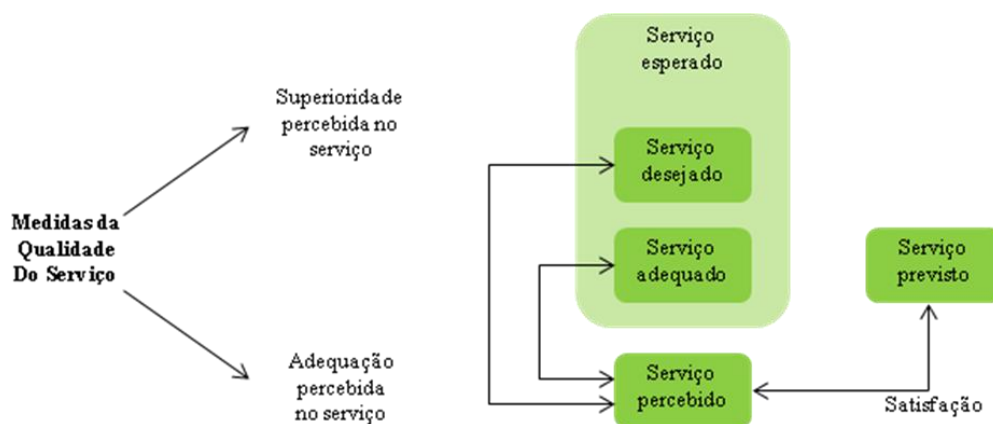 Medidas da
Qualidade
Do Serviço
Superioridade
percebida no
serviço
Adequação
percebida
no serviço
Serviço
esperado
Serviço
desejado
Serviço
adequado
Serviço
percebido
Serviço
previsto
Satisfação